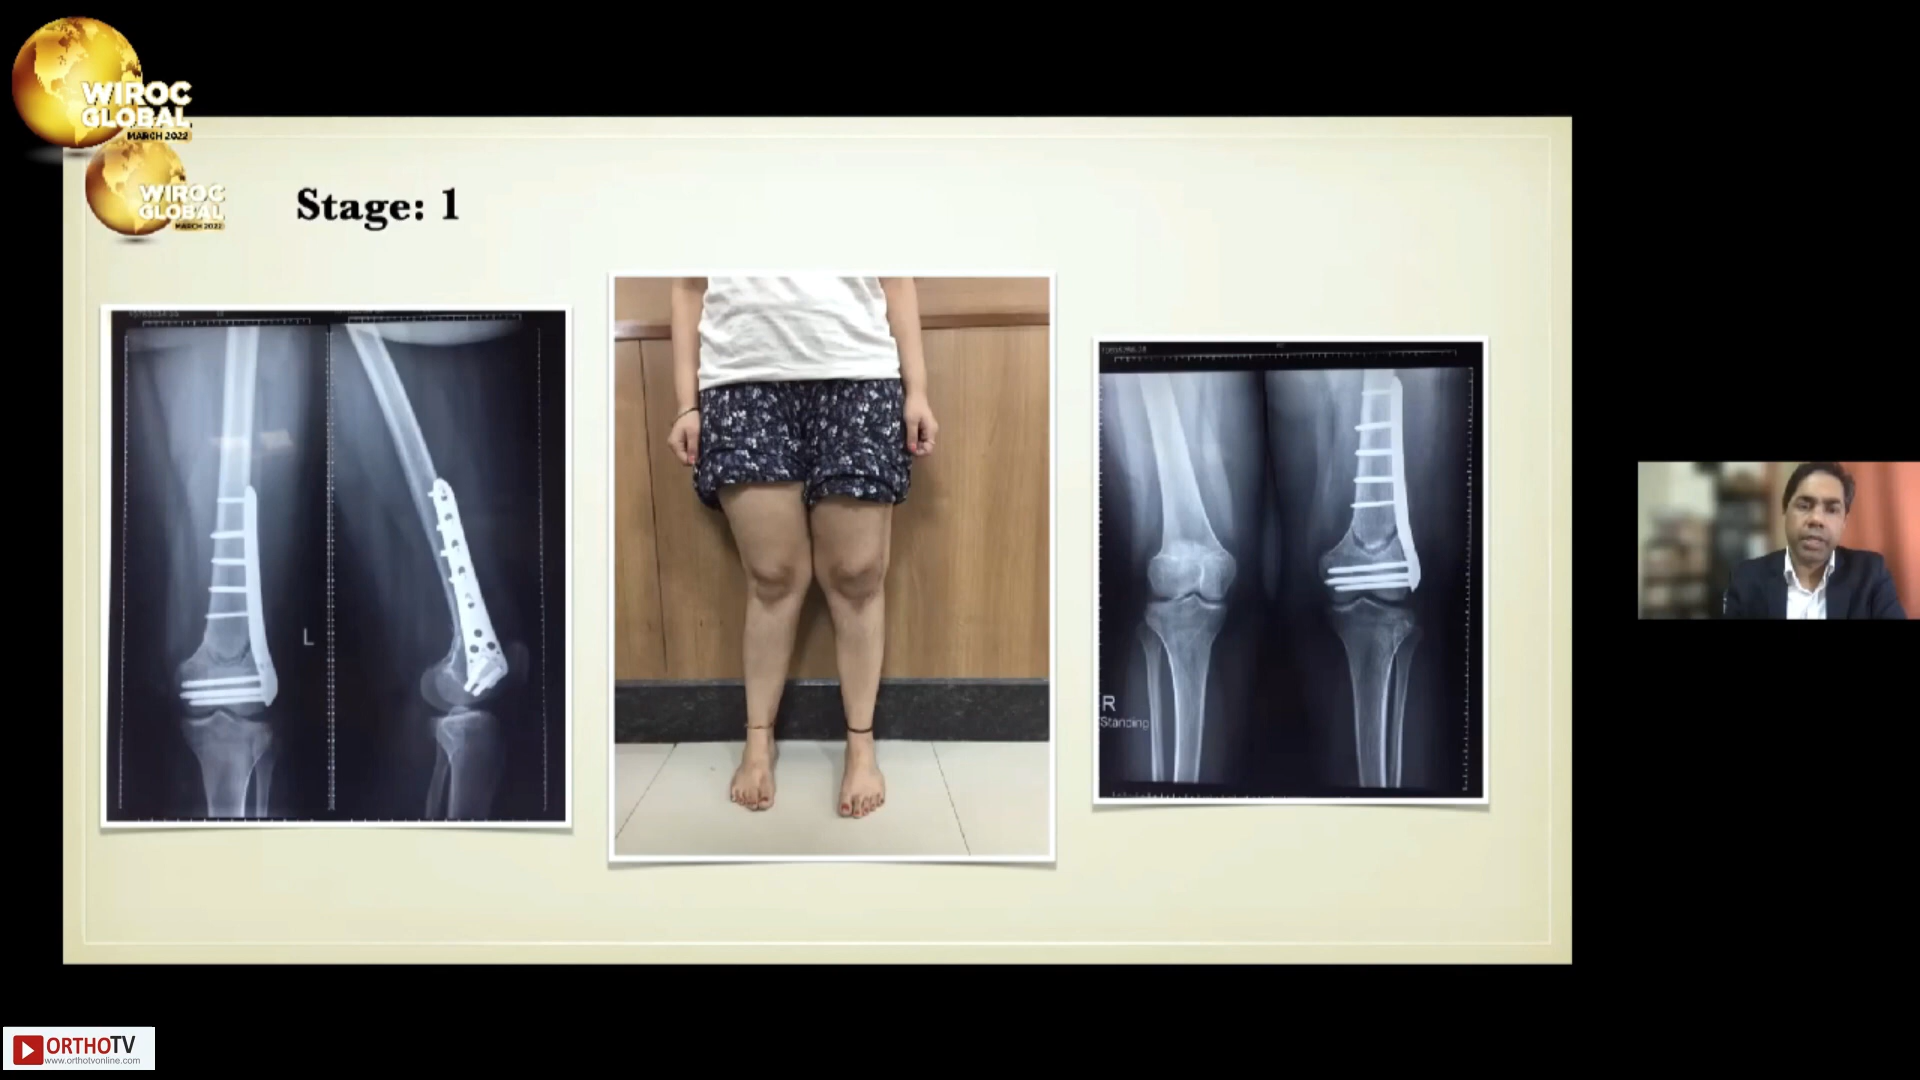 WIROC
GLOBAL
MARCH 2022
WIROC
GLOBAL
MARCH 2022
Stage: 1
L
R
Standing
ORTHOTV
www.orthotvonline.com